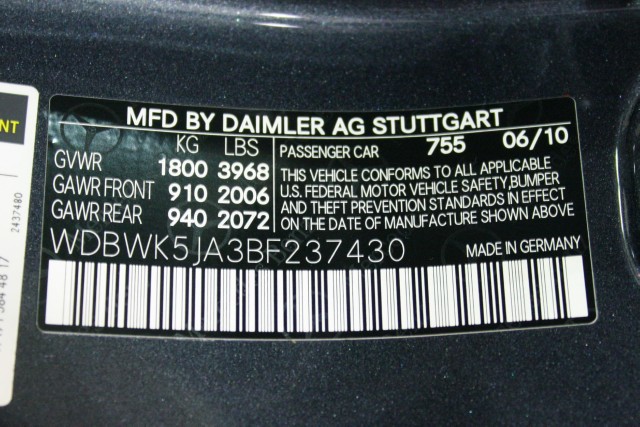 MFD BY DAIMLER AG STUTTGART
KG LBS
GVWR 1800 3968
GAWR FRONT 910 2006
GAWR REAR 940 2072
PASSENGER CAR 755 06/10
THIS VEHICLE CONFORMS TO ALL APPLICABLE
U.S. FEDERAL MOTOR VEHICLE SAFETY,BUMPER
AND THEFT PREVENTION STANDARDS IN EFFECT
ON THE DATE OF MANUFACTURE SHOWN ABOVE
WDBWK5JA3BF237430 MADE IN GERMANY
2437480